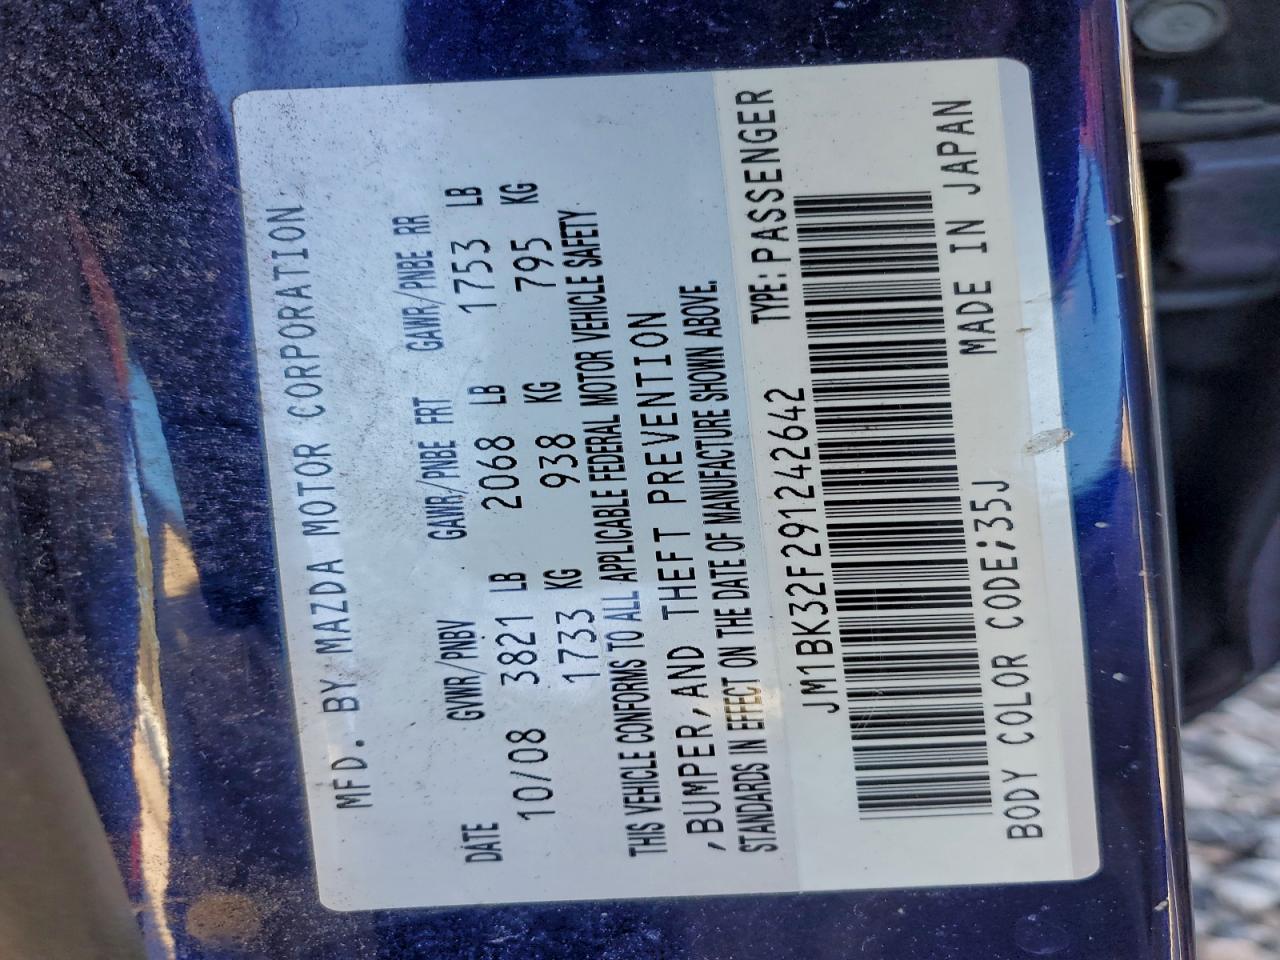 MFD. BY MAZDA MOTOR CORPORATION
DATE GVWR/PNBV GAWR/PNBE FRT GAWR/PNBE RR
10/08 3821 LB 2068 LB 1753 LB
1733 KG 938 KG 795 KG
THIS VEHICLE CONFORMS TO ALL APPLICABLE FEDERAL MOTOR VEHICLE SAFETY
,BUMPER,AND THEFT PREVENTION
STANDARDS IN EFFECT ON THE DATE OF MANUFACTURE SHOWN ABOVE.
JM1BK32F291242642 TYPE:PASSENGER
BODY COLOR CODE;35J MADE IN JAPAN